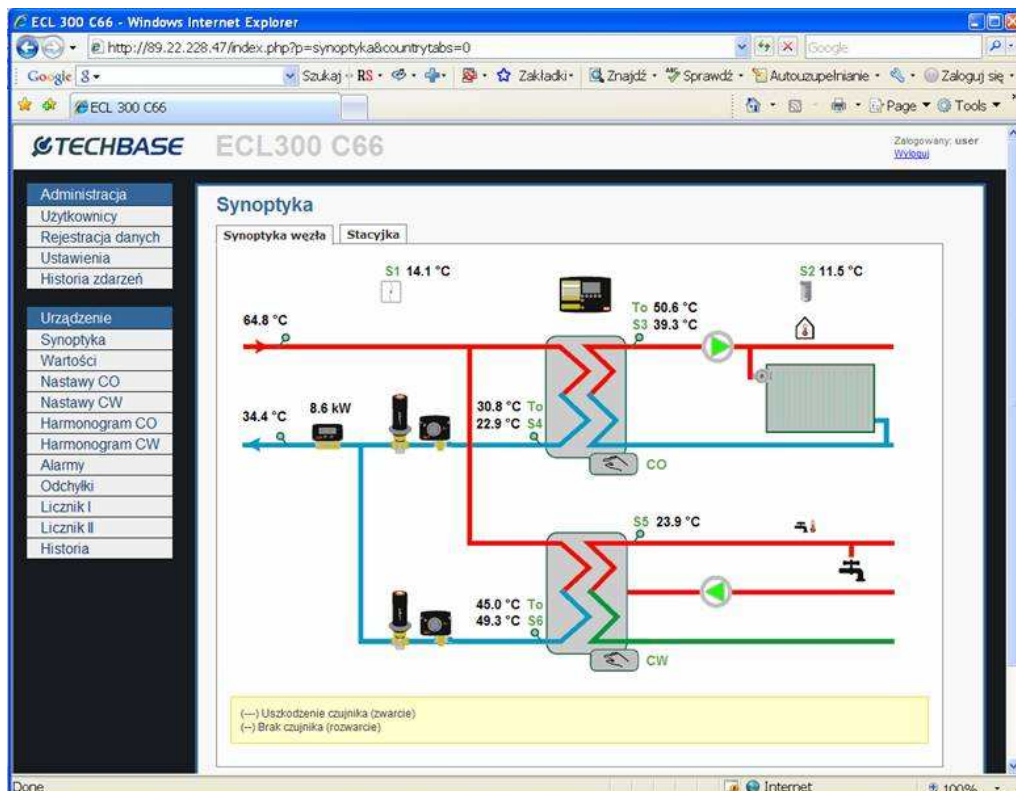 ECL 300 C66 - Windows Internet Explorer
http://89.22.228.47/index.php?p=synoptyka&countrytabs=0
Google
Google
Szukaj
RS
Zakładki
Znajdź
Sprawdź
Autouzupełnianie
Zaloguj się
ECL 300 C66
Page
Tools
TECHBASE
ECL300 C66
Zalogowany: user
Wyloguj
Administracja
Użytkownicy
Rejestracja danych
Ustawienia
Historia zdarzeń
Urządzenie
Synoptyka
Wartości
Nastawy CO
Nastawy CW
Harmonogram CO
Harmonogram CW
Alarmy
Odchyłki
Licznik I
Licznik II
Historia
Synoptyka
Synoptyka węzła
Stacyjka
S1 14.1 °C
S2 11.5 °C
64.8 °C
To 50.6 °C
S3 39.3 °C
34.4 °C
8.6 kW
30.8 °C To
22.9 °C S4
CO
S5 23.9 °C
45.0 °C To
49.3 °C S6
CW
(---) Uszkodzenie czujnika (zwarcie)
(--) Brak czujnika (rozwarcie)
Done
Internet
100%